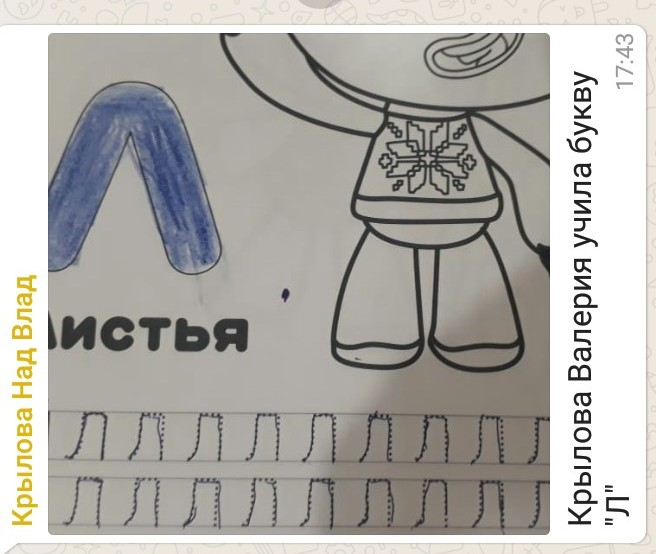 Крылова Над Влад
Л
ЛИСТЬЯ
Л Л Л Л Л Л Л Л
Л Л Л Л Л Л Л Л
Крылова Валерия учила букву
"Л"
17:43